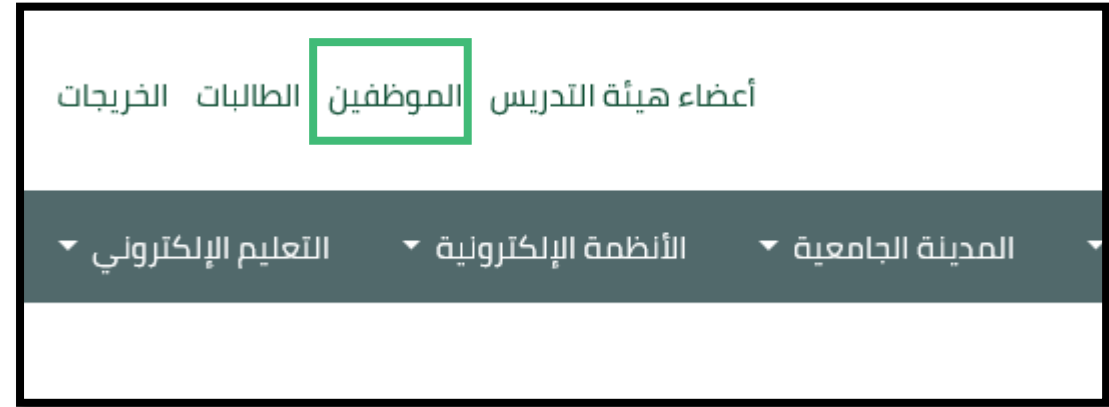 أعضاء هيئة التدريس الموظفين الطالبات الخريجات
المدينة الجامعية الأنظمة الإلكترونية التعليم الإلكتروني